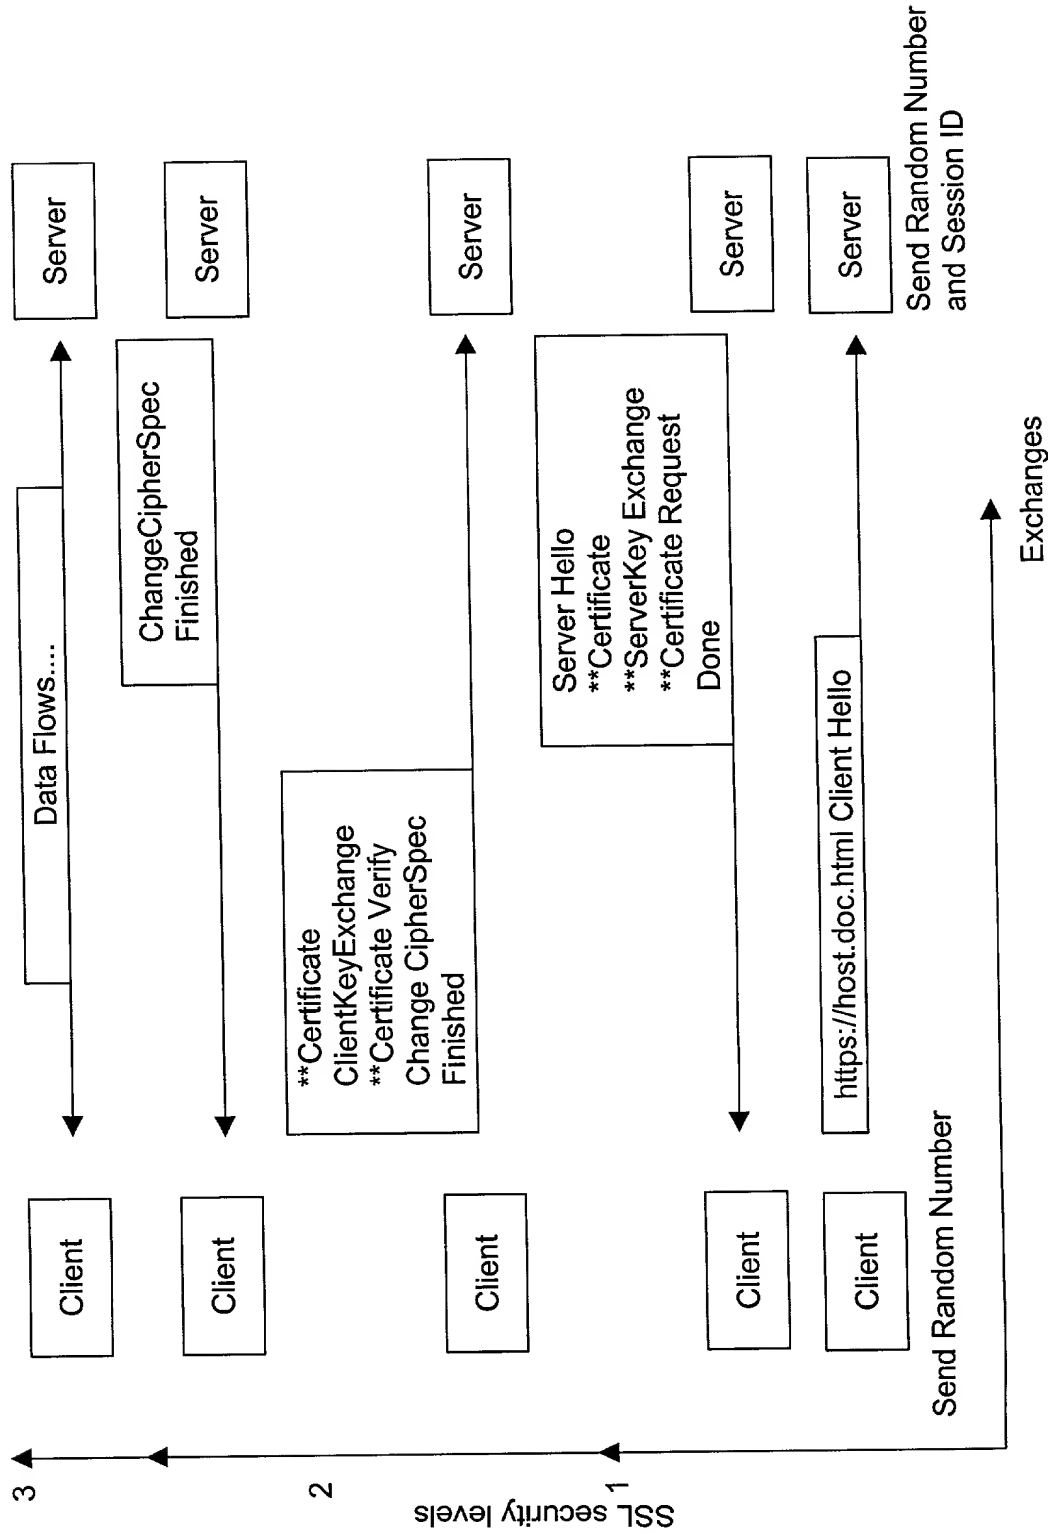 3
2
1
SSL security levels
Client
Data Flows....
Server
Client
ChangeCipherSpec
Finished
Server
Client
**Certificate
ClientKeyExchange
**Certificate Verify
Change CipherSpec
Finished
Server
Client
Server Hello
**Certificate
**ServerKey Exchange
**Certificate Request
Done
Server
Client
https://host.doc.html Client Hello
Server
Send Random Number
Send Random Number
and Session ID
Exchanges